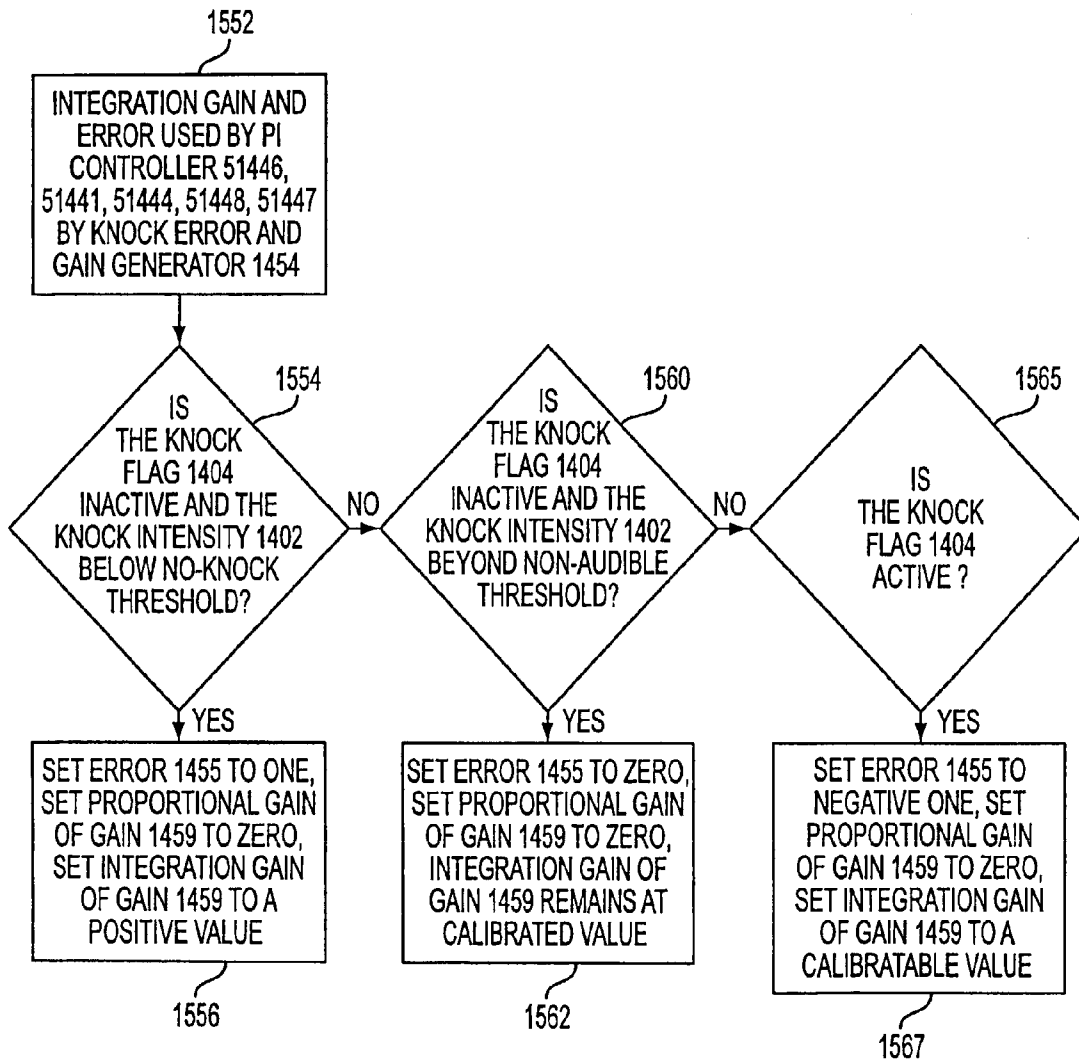 1552
INTEGRATION GAIN AND
ERROR USED BY PI
CONTROLLER 51446,
51441, 51444, 51448, 51447
BY KNOCK ERROR AND
GAIN GENERATOR 1454
1554
IS
THE KNOCK
FLAG 1404
INACTIVE AND THE
KNOCK INTENSITY 1402
BELOW NO-KNOCK
THRESHOLD?
NO
1560
IS
THE KNOCK
FLAG 1404
INACTIVE AND THE
KNOCK INTENSITY 1402
BEYOND NON-AUDIBLE
THRESHOLD?
NO
1565
IS
THE KNOCK
FLAG 1404
ACTIVE ?
YES
SET ERROR 1455 TO ONE,
SET PROPORTIONAL GAIN
OF GAIN 1459 TO ZERO,
SET INTEGRATION GAIN
OF GAIN 1459 TO A
POSITIVE VALUE
1556
YES
SET ERROR 1455 TO ZERO,
SET PROPORTIONAL GAIN
OF GAIN 1459 TO ZERO,
INTEGRATION GAIN OF
GAIN 1459 REMAINS AT
CALIBRATED VALUE
1562
YES
SET ERROR 1455 TO
NEGATIVE ONE, SET
PROPORTIONAL GAIN
OF GAIN 1459 TO ZERO,
SET INTEGRATION GAIN
OF GAIN 1459 TO A
CALIBRATABLE VALUE
1567